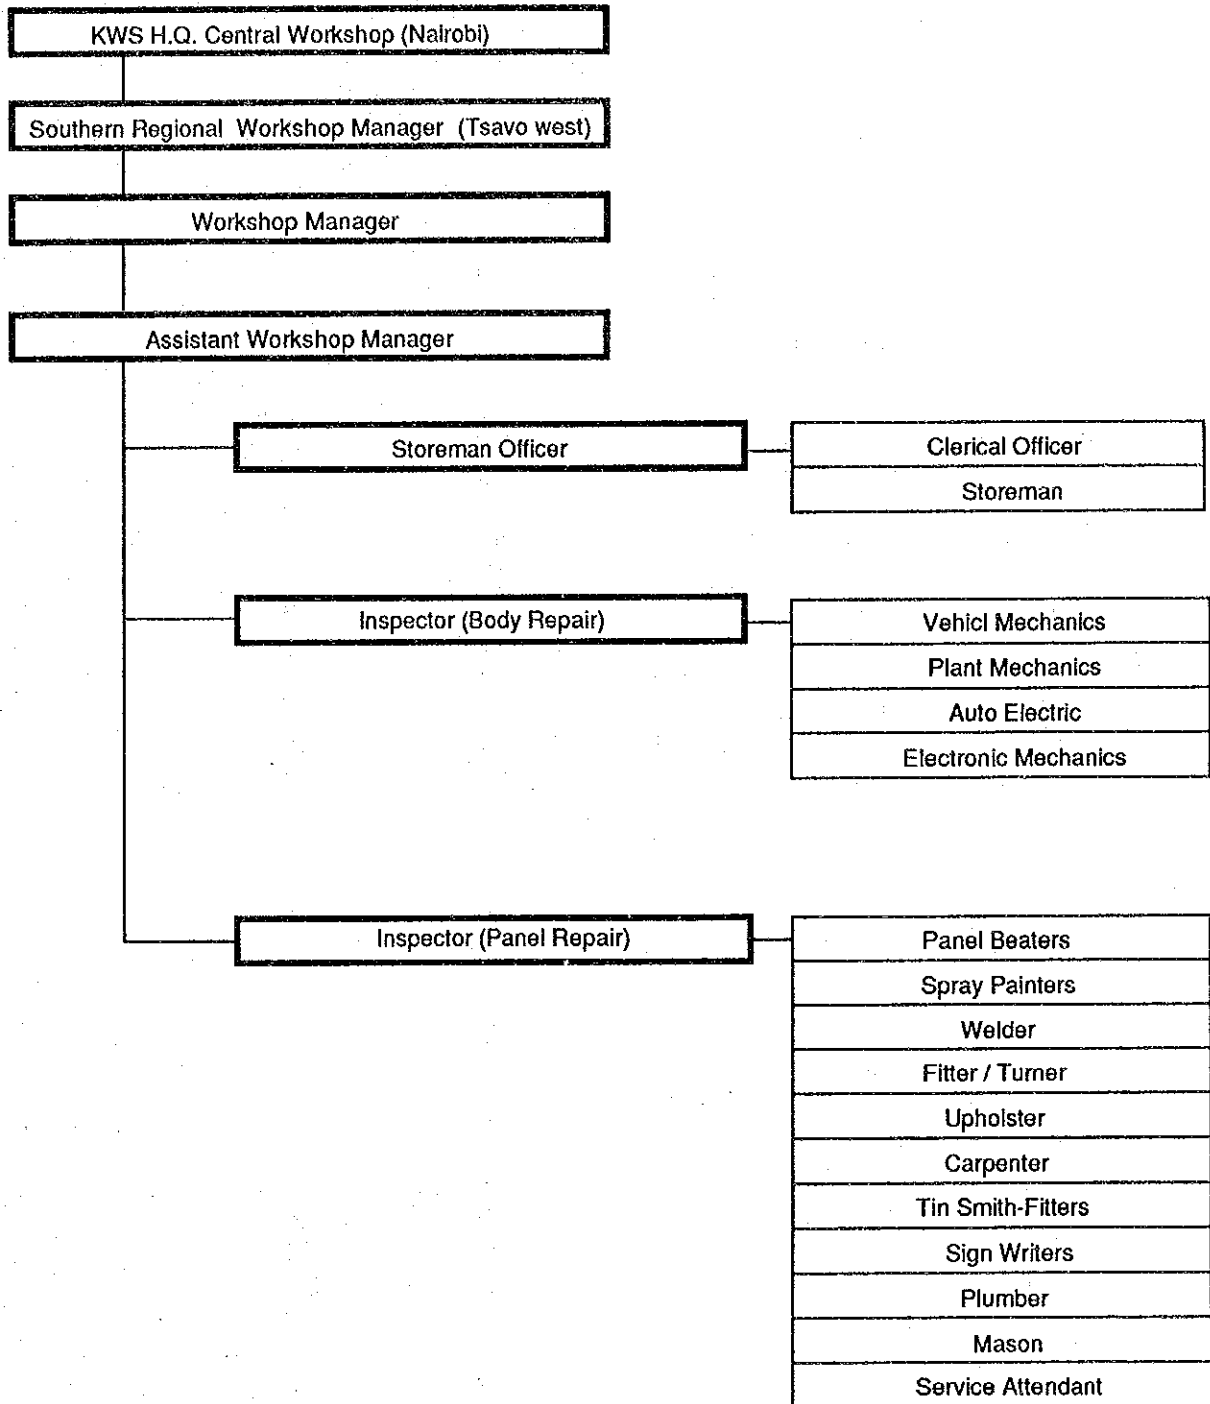 KWS H.Q. Central Workshop (Nairobi)
Southern Regional Workshop Manager (Tsavo west)
Workshop Manager
Assistant Workshop Manager
Storeman Officer
Clerical Officer
Storeman
Inspector (Body Repair)
Vehicl Mechanics
Plant Mechanics
Auto Electric
Electronic Mechanics
Inspector (Panel Repair)
Panel Beaters
Spray Painters
Welder
Fitter / Turner
Upholster
Carpenter
Tin Smith-Fitters
Sign Writers
Plumber
Mason
Service Attendant